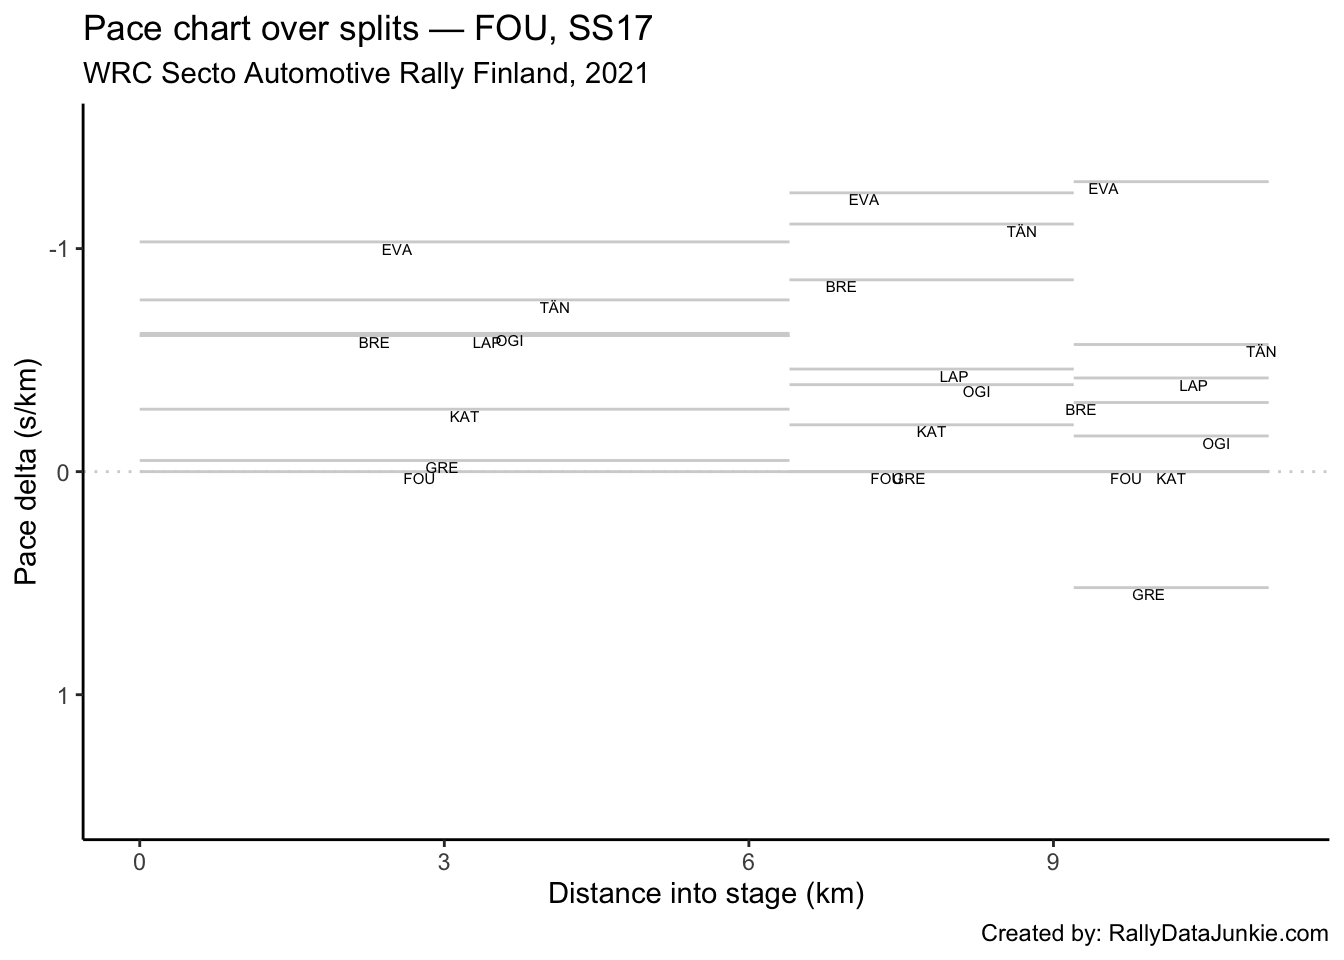 Pace chart over splits — FOU, SS17
WRC Secto Automotive Rally Finland, 2021
Pace delta (s/km)
-1
0
1
EVA
TÄN
BRE LAP OGI
KAT
GRE
FOU
EVA
TÄN
BRE
LAP
OGI
KAT
FOU GRE
EVA
TÄN
LAP
BRE
OGI
FOU KAT
GRE
0 3 6 9
Distance into stage (km)
Created by: RallyDataJunkie.com